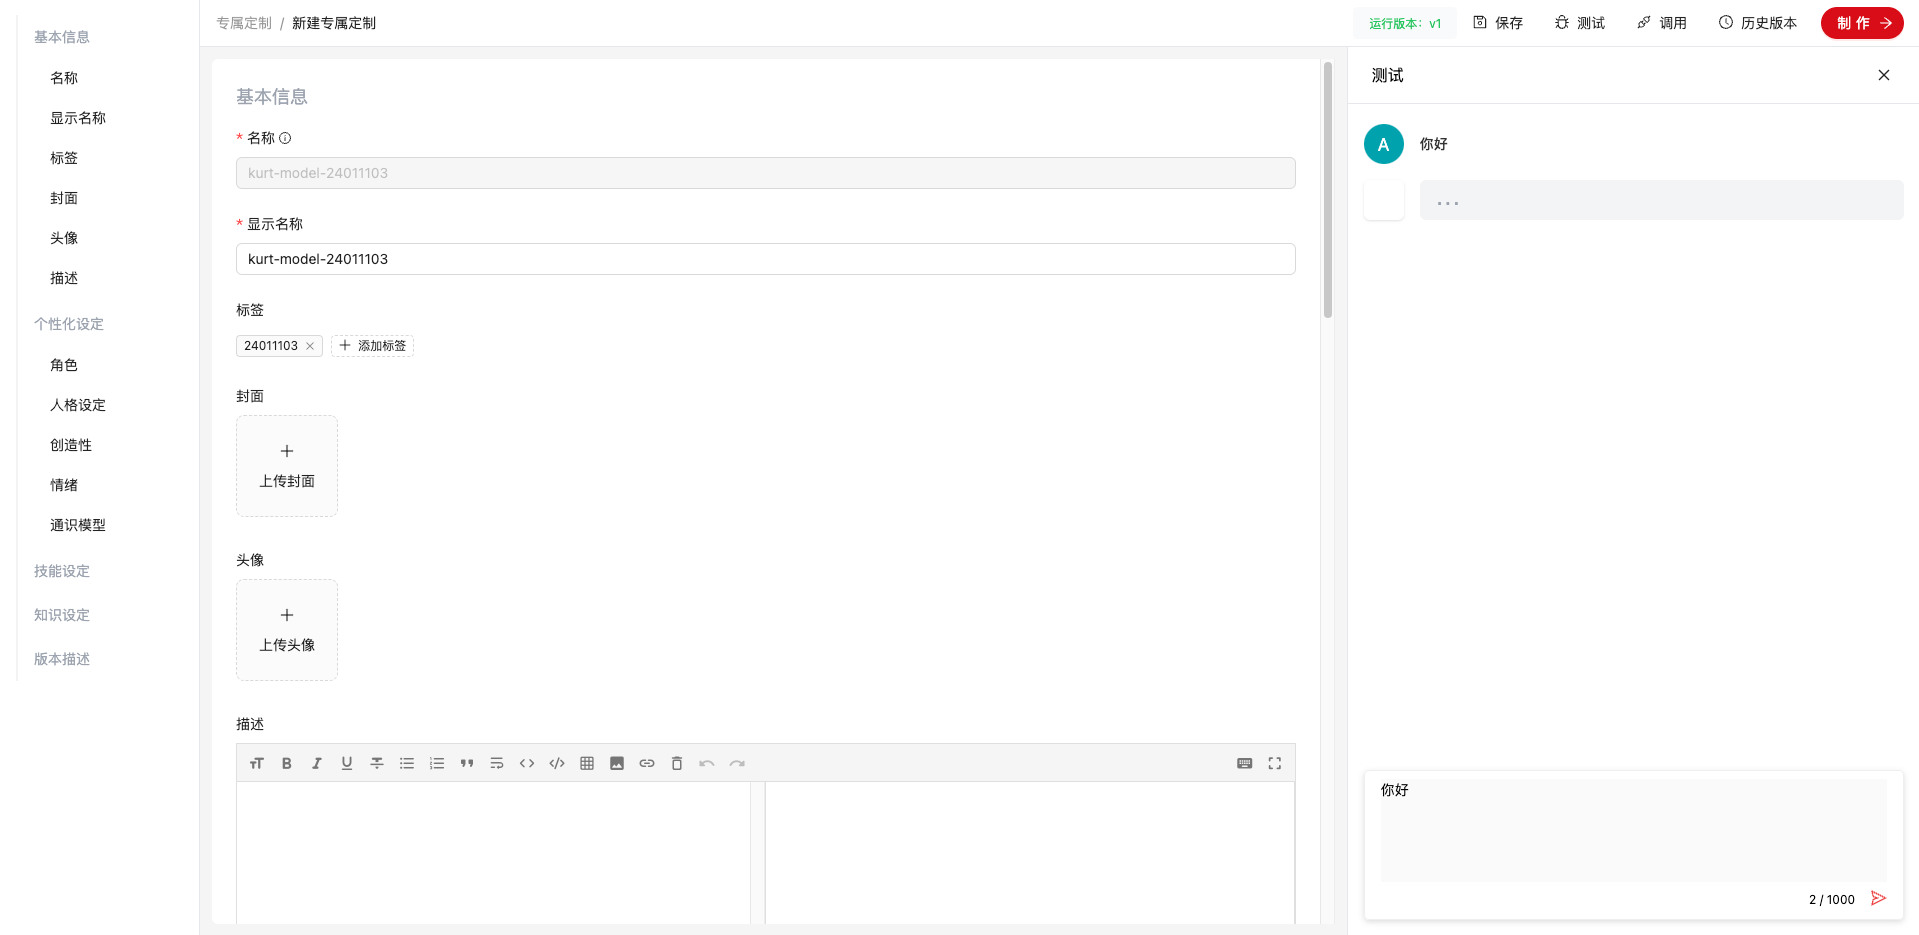 基本信息
名称
显示名称
标签
封面
头像
描述
个性化设定
角色
人格设定
创造性
情绪
通识模型
技能设定
知识设定
版本描述
专属定制 / 新建专属定制
运行版本：v1
保存
测试
调用
历史版本
制 作
基本信息
* 名称
kurt-model-24011103
* 显示名称
kurt-model-24011103
标签
24011103
添加标签
封面
上传封面
头像
上传头像
描述
测试
A
你好
...
你好
2 / 1000